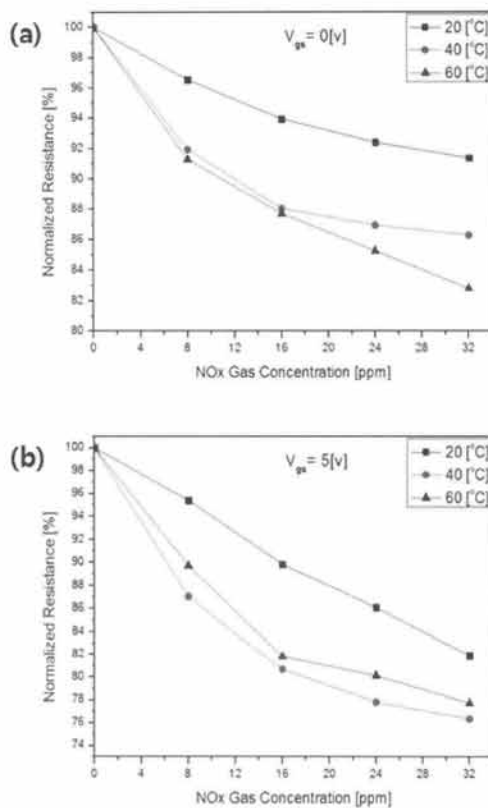 (a)
V_gs = 0[v]
20 [°C]
40 [°C]
60 [°C]
100
98
96
94
92
90
88
86
84
82
80
Normalized Resistance [%]
0 4 8 12 16 20 24 28 32
NOx Gas Concentration [ppm]
(b)
V_gs = 5[v]
20 [°C]
40 [°C]
60 [°C]
100
98
96
94
92
90
88
86
84
82
80
78
76
74
Normalized Resistance [%]
0 4 8 12 16 20 24 28 32
NOx Gas Concentration [ppm]